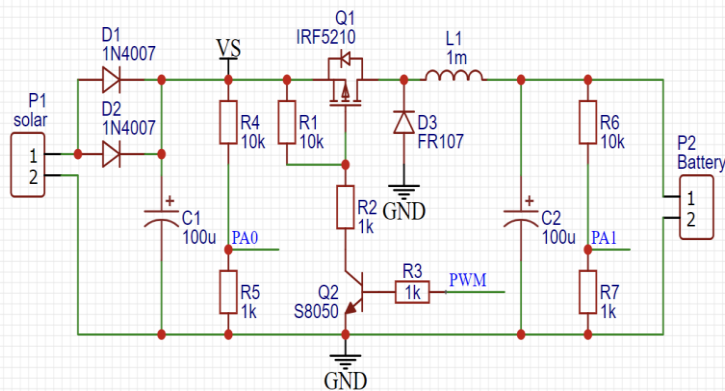 Q1
IRF5210
D1
1N4007
VS
L1
1m
D2
1N4007
P1
solar
1
2
R4
10k
R1
10k
D3
FR107
R6
10k
P2
Battery
1
2
R2
1k
GND
C1
100u
PA0
C2
100u
PA1
R5
1k
Q2
S8050
R3
1k
PWM
R7
1k
GND